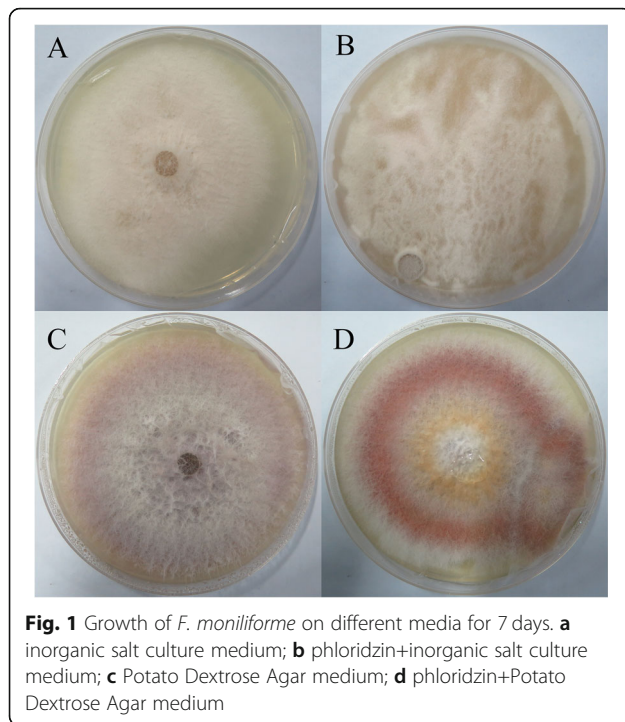 A
B
C
D
Fig. 1 Growth of F. moniliforme on different media for 7 days. a
inorganic salt culture medium; b phloridzin+inorganic salt culture
medium; c Potato Dextrose Agar medium; d phloridzin+Potato
Dextrose Agar medium